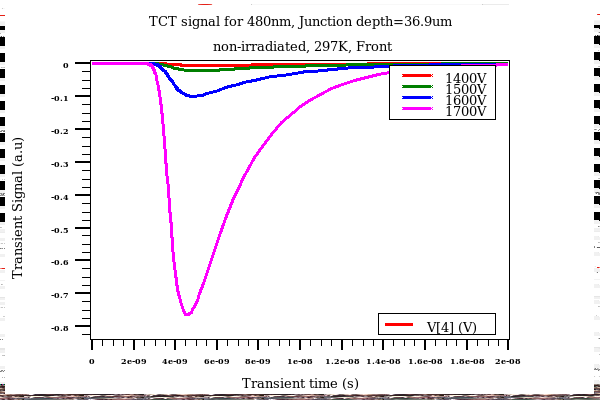 TCT signal for 480nm, Junction depth=36.9um
non-irradiated, 297K, Front
Transient Signal (a.u)
0
-0.1
-0.2
-0.3
-0.4
-0.5
-0.6
-0.7
-0.8
1400V
1500V
1600V
1700V
V[4] (V)
0 2e-09 4e-09 6e-09 8e-09 1e-08 1.2e-08 1.4e-08 1.6e-08 1.8e-08 2e-08
Transient time (s)